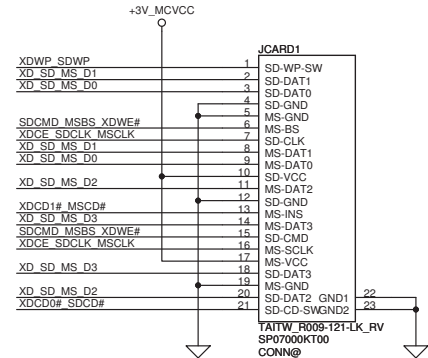 +3V_MCVCC
JCARD1
XDWP_SDWP 1 SD-WP-SW
XD_SD_MS_D1 2 SD-DAT1
XD_SD_MS_D0 3 SD-DAT0
4 SD-GND
5 MS-GND
SDCMD_MSBS_XDWE# 6 MS-BS
XDCE_SDCLK_MSCLK 7 SD-CLK
XD_SD_MS_D1 8 MS-DAT1
XD_SD_MS_D0 9 MS-DAT0
10 SD-VCC
XD_SD_MS_D2 11 MS-DAT2
12 SD-GND
XDCD1#_MSCD# 13 MS-INS
XD_SD_MS_D3 14 MS-DAT3
SDCMD_MSBS_XDWE# 15 SD-CMD
XDCE_SDCLK_MSCLK 16 MS-SCLK
17 MS-VCC
XD_SD_MS_D3 18 SD-DAT3
19 MS-GND
XD_SD_MS_D2 20 SD-DAT2 GND1 22
XDCD0#_SDCD# 21 SD-CD-SW GND2 23
TAITW_R009-121-LK_RV
SP07000KT00
CONN@